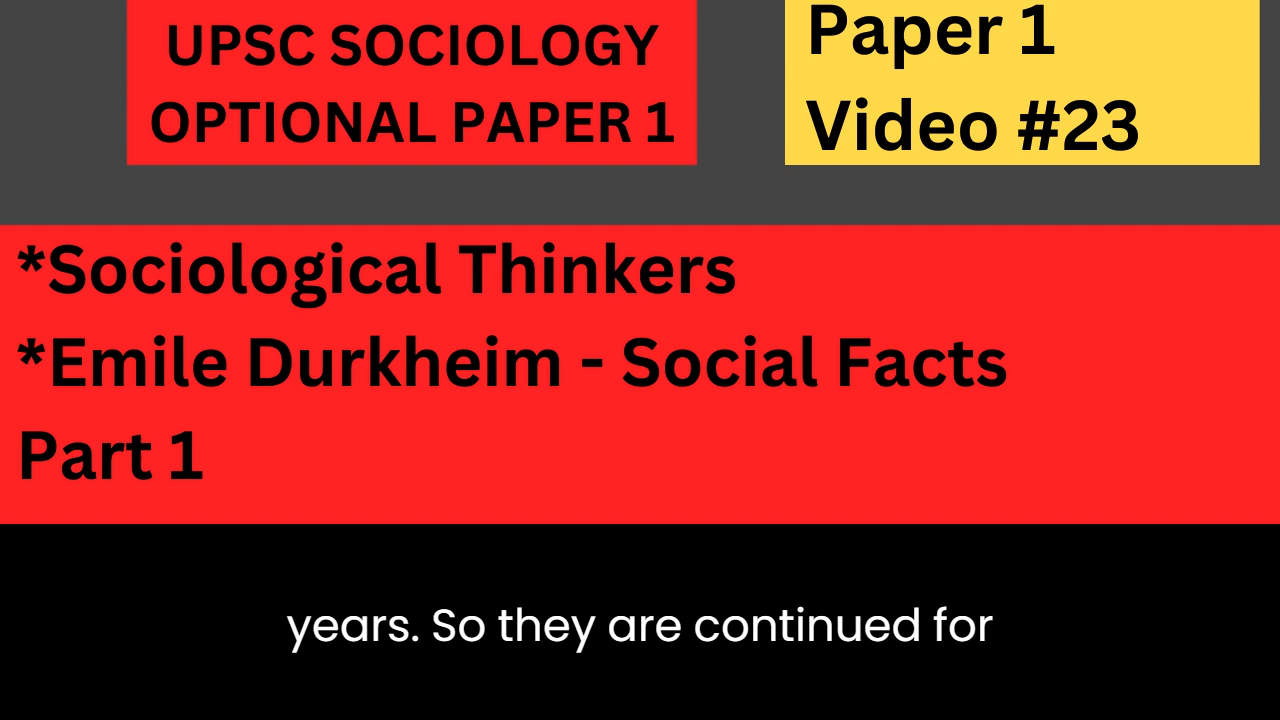 UPSC SOCIOLOGY
OPTIONAL PAPER 1
Paper 1
Video #23
*Sociological Thinkers
*Emile Durkheim - Social Facts
Part 1
years. So they are continued for